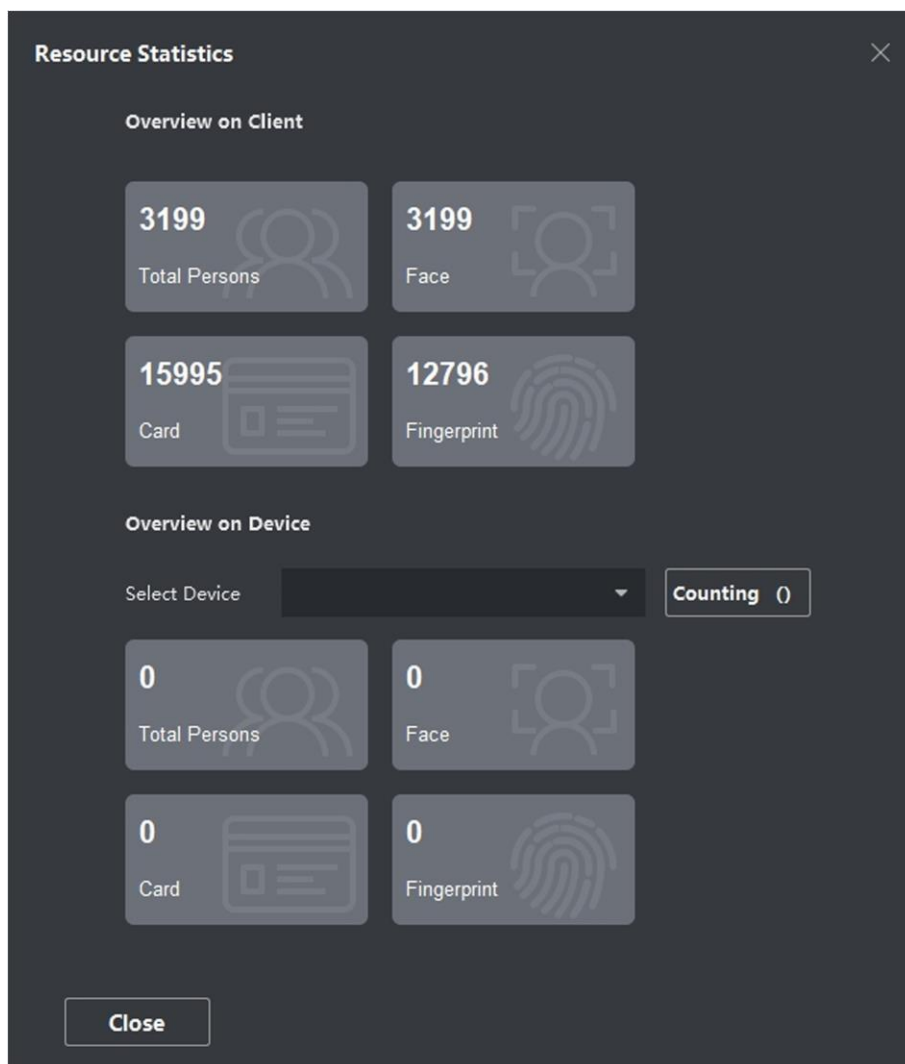 Resource Statistics
Overview on Client
3199
Total Persons
3199
Face
15995
Card
12796
Fingerprint
Overview on Device
Select Device
Counting ()
0
Total Persons
0
Face
0
Card
0
Fingerprint
Close